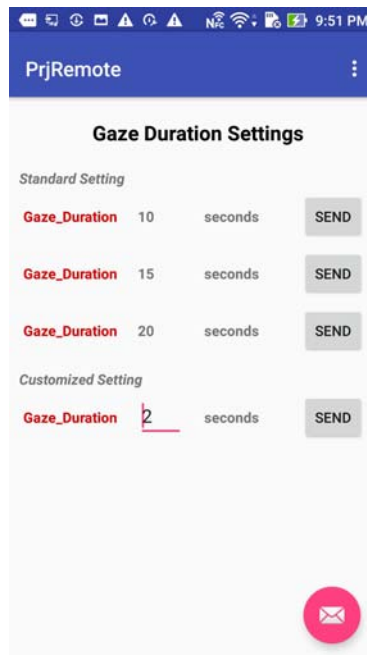 NFC 9:51 PM
PrjRemote
Gaze Duration Settings
Standard Setting
Gaze_Duration 10 seconds SEND
Gaze_Duration 15 seconds SEND
Gaze_Duration 20 seconds SEND
Customized Setting
Gaze_Duration 2 seconds SEND